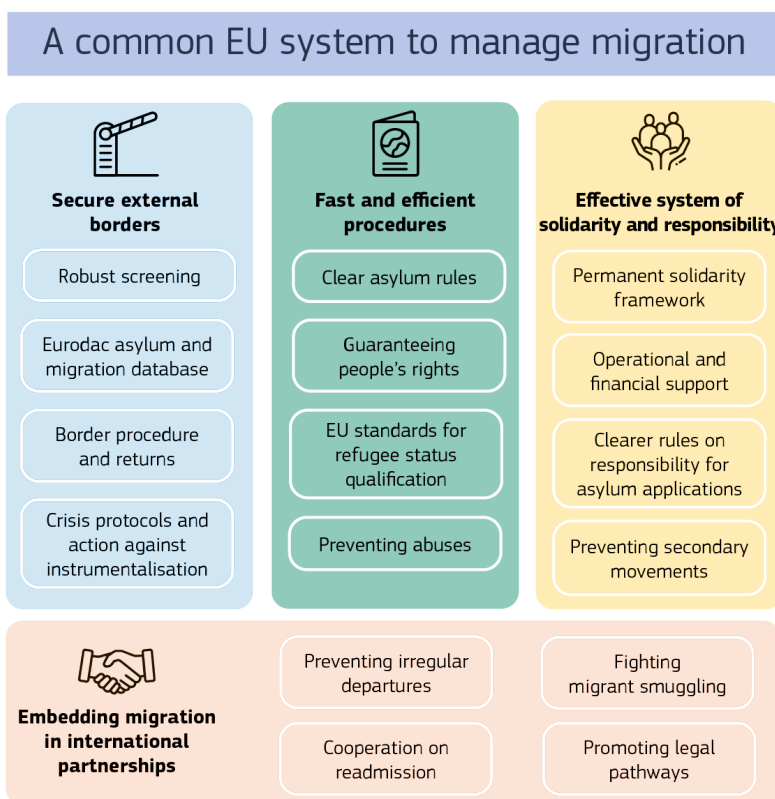 A common EU system to manage migration
Secure external
borders
Robust screening
Eurodac asylum and
migration database
Border procedure
and returns
Crisis protocols and
action against
instrumentalisation
Fast and efficient
procedures
Clear asylum rules
Guaranteeing
people's rights
EU standards for
refugee status
qualification
Preventing abuses
Effective system of
solidarity and responsibility
Permanent solidarity
framework
Operational and
financial support
Clearer rules on
responsibility for
asylum applications
Preventing secondary
movements
Embedding migration
in international
partnerships
Preventing irregular
departures
Fighting
migrant smuggling
Cooperation on
readmission
Promoting legal
pathways